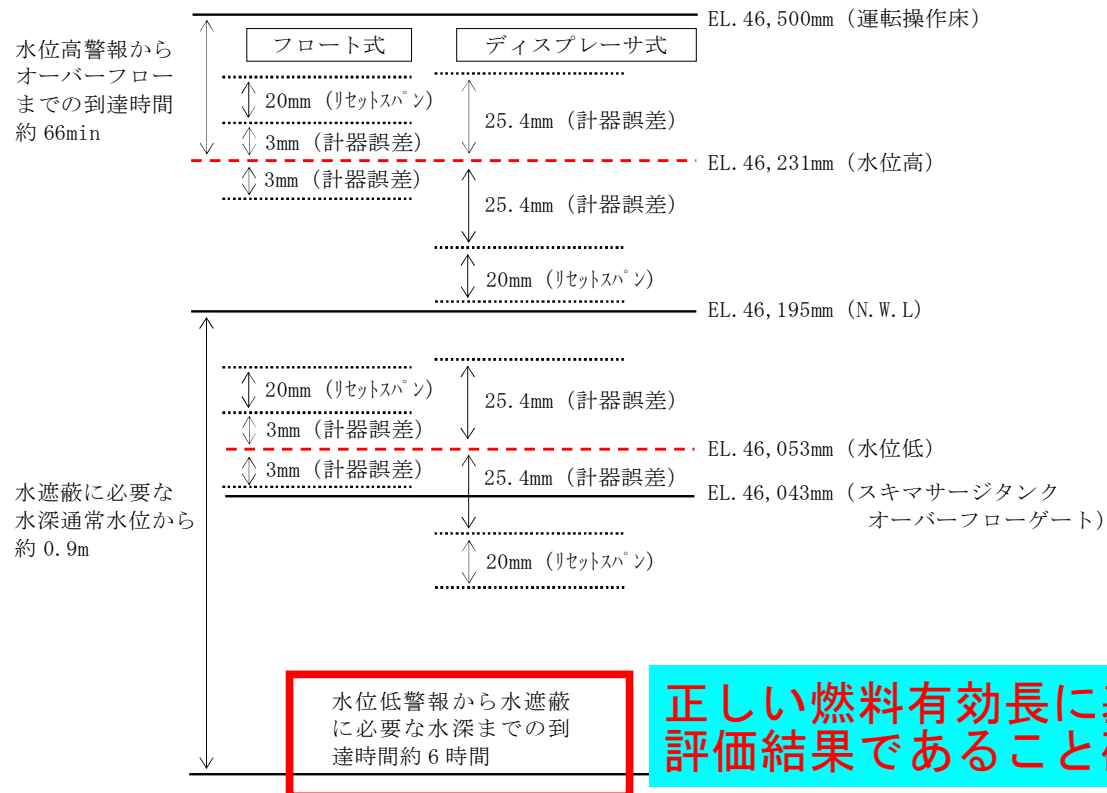 EL.46,500mm（運転操作床）
水位高警報から
オーバーフロー
までの到達時間
約66min
フロート式
ディスプレーサ式
20mm（ﾘｾｯﾄｽﾊﾟﾝ）
3mm（計器誤差）
25.4mm（計器誤差）
EL.46,231mm（水位高）
3mm（計器誤差）
25.4mm（計器誤差）
20mm（ﾘｾｯﾄｽﾊﾟﾝ）
EL.46,195mm（N.W.L）
20mm（ﾘｾｯﾄｽﾊﾟﾝ）
25.4mm（計器誤差）
3mm（計器誤差）
EL.46,053mm（水位低）
3mm（計器誤差）
25.4mm（計器誤差）
EL.46,043mm（スキマサージタンク
オーバーフローゲート）
水遮蔽に必要な
水深通常水位から
約0.9m
20mm（ﾘｾｯﾄｽﾊﾟﾝ）
水位低警報から水遮蔽
に必要な水深までの到
達時間約6時間
正しい燃料有効長に
評価結果であること